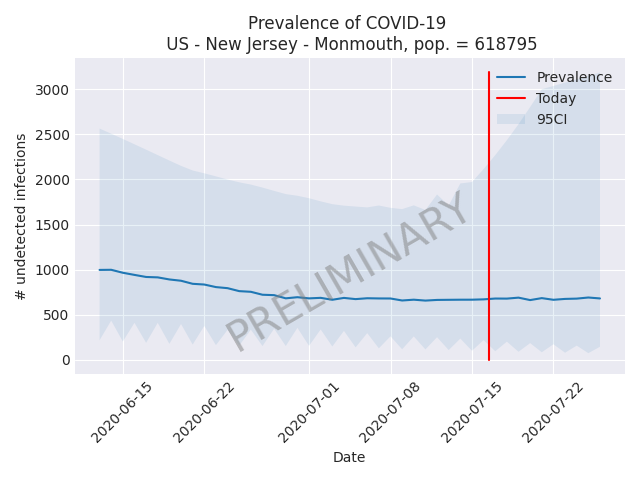 Prevalence of COVID-19
US - New Jersey - Monmouth, pop. = 618795
Prevalence
Today
95CI
PRELIMINARY
# undetected infections
3000
2500
2000
1500
1000
500
0
2020-06-15
2020-06-22
2020-07-01
2020-07-08
2020-07-15
2020-07-22
Date